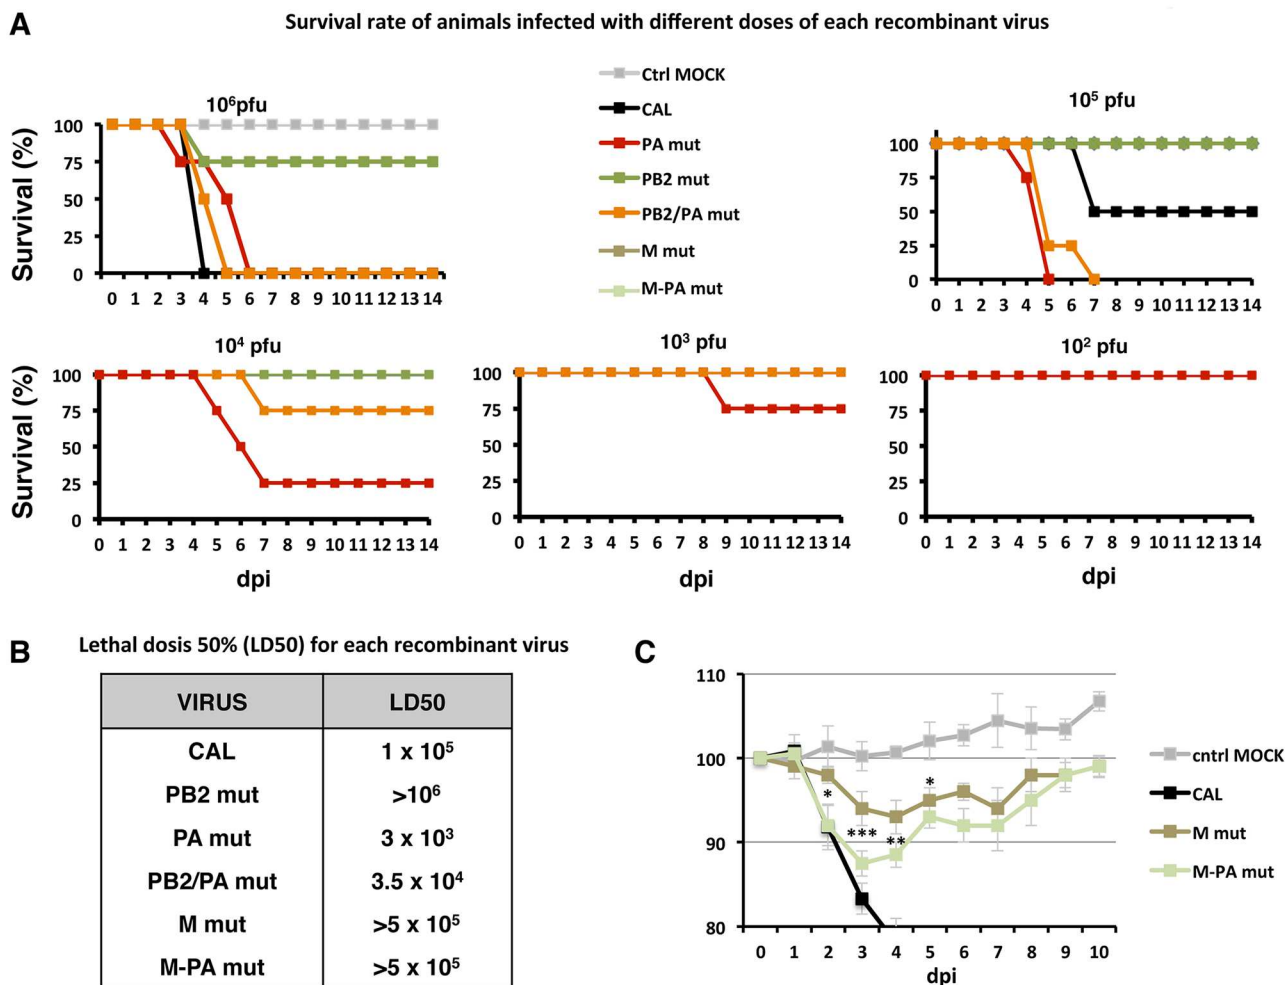 A
Survival rate of animals infected with different doses of each recombinant virus
10⁶pfu
Survival (%)
100
75
50
25
0
0 1 2 3 4 5 6 7 8 9 10 11 12 13 14
Ctrl MOCK
CAL
PA mut
PB2 mut
PB2/PA mut
M mut
M-PA mut
10⁵ pfu
100
75
50
25
0
0 1 2 3 4 5 6 7 8 9 10 11 12 13 14
10⁴ pfu
Survival (%)
100
75
50
25
0
0 1 2 3 4 5 6 7 8 9 10 11 12 13 14
dpi
10³ pfu
100
75
50
25
0
0 1 2 3 4 5 6 7 8 9 10 11 12 13 14
dpi
10² pfu
100
75
50
25
0
0 1 2 3 4 5 6 7 8 9 10 11 12 13 14
dpi
B
Lethal dosis 50% (LD50) for each recombinant virus
VIRUS LD50
CAL 1 x 10⁵
PB2 mut >10⁶
PA mut 3 x 10³
PB2/PA mut 3.5 x 10⁴
M mut >5 x 10⁵
M-PA mut >5 x 10⁵
C
110
100
90
80
*
***
**
*
0 1 2 3 4 5 6 7 8 9 10
dpi
cntrl MOCK
CAL
M mut
M-PA mut